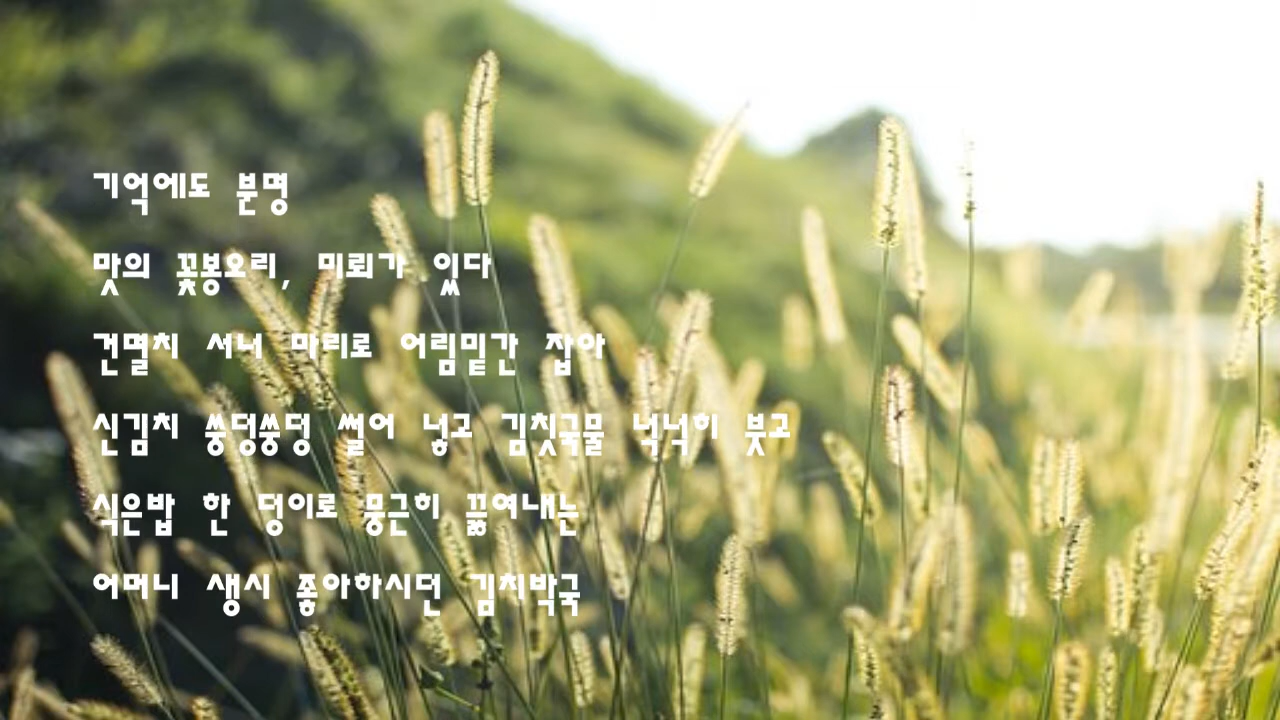 기억에도 분명
맛의 꽃봉오리, 미뢰가 있다
건멸치 서너 마리로 어림밑간 잡아
신김치 쑹덩쑹덩 썰어 넣고 김칫국물 넉넉히 붓고
식은밥 한 덩이로 뭉근히 끓여내는
어머니 생시 좋아하시던 김치박국